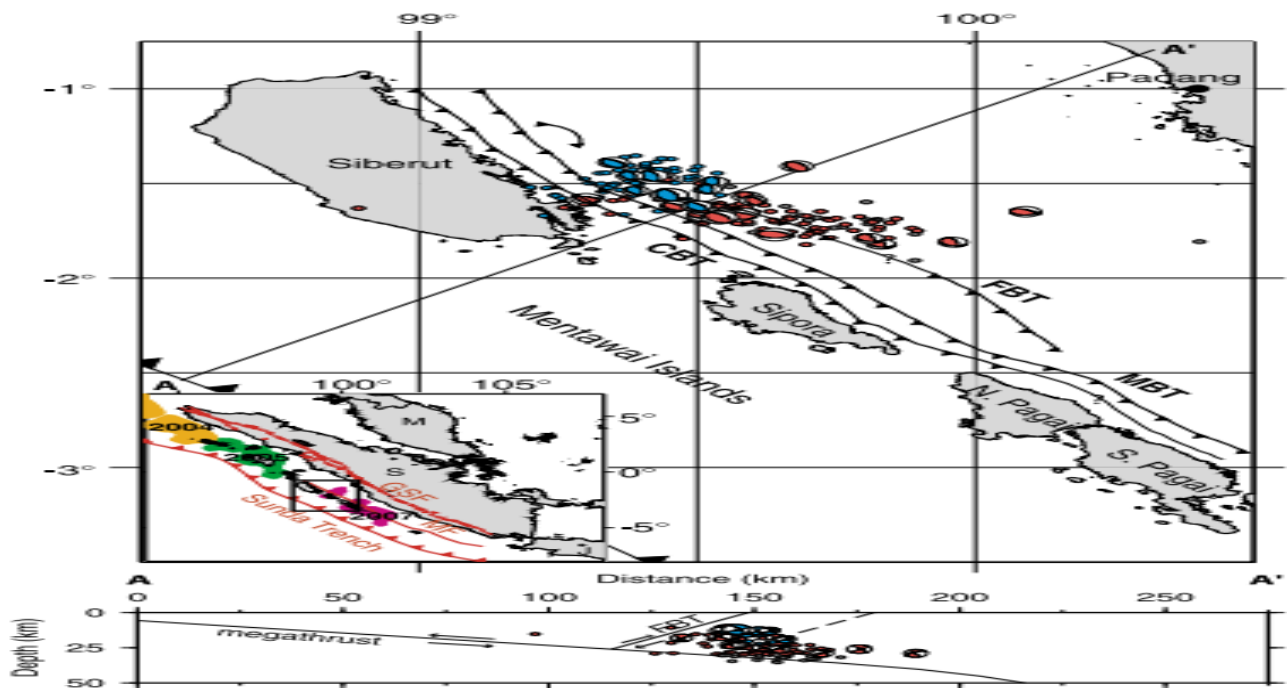 99° 100°
A'
Padang
-1°
Siberut
CBT
-2°
FBT
Sipora
Mentawai Islands
MBT
A 100° 105°
N. Pagai
M
5°
2004
-3°
S
0°
S. Pagai
GSF
2007
MF
Sunda Trench
-5°
J
A Distance (km) A'
0 50 100 150 200 250
0
FBT
megathrust
25
Depth (km)
50